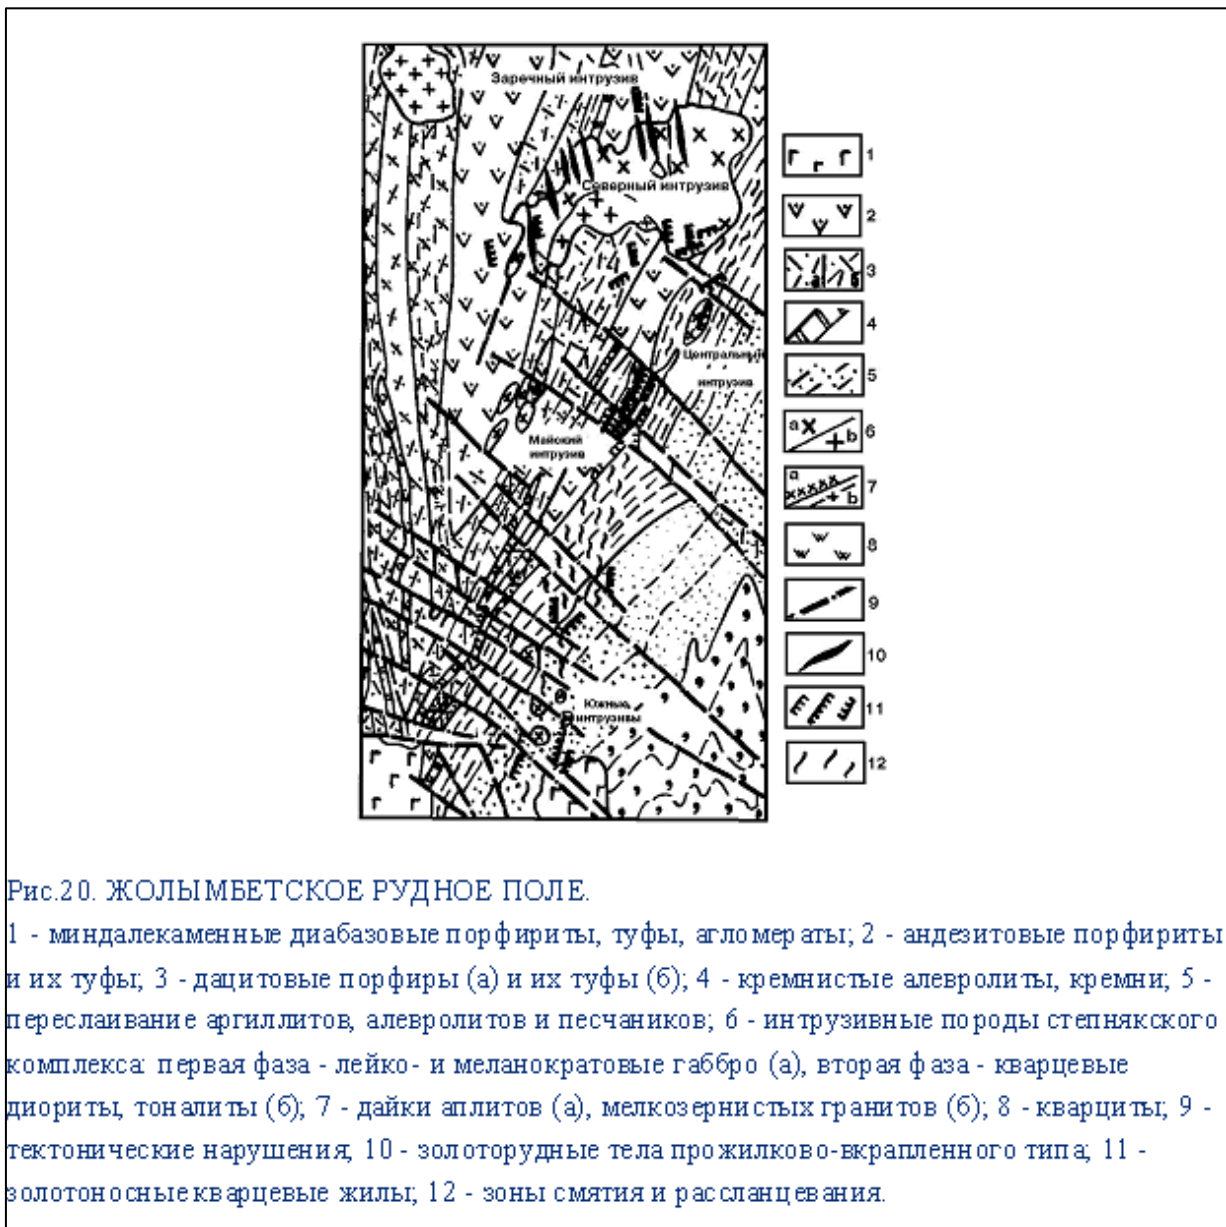 Заречный интрузив
Северный интрузив
Центральный
интрузив
Майский
интрузив
Южные
интрузивы
1
2
3
4
5
a b 6
a b 7
8
9
10
11
12
Рис.20. ЖОЛЫМБЕТСКОЕ РУДНОЕ ПОЛЕ.
1 - миндалекаменные диабазовые порфириты, туфы, агломераты; 2 - андезитовые порфириты
и их туфы; 3 - дацитовые порфиры (а) и их туфы (б); 4 - кремнистые алевролиты, кремни; 5 -
переслаивание аргиллитов, алевролитов и песчаников; 6 - интрузивные породы степнякского
комплекса: первая фаза - лейко- и меланократовые габбро (а), вторая фаза - кварцевые
диориты, тоналиты (б); 7 - дайки аплитов (а), мелкозернистых гранитов (б); 8 - кварциты; 9 -
тектонические нарушения; 10 - золоторудные тела прожилково-вкрапленного типа; 11 -
золотоносные кварцевые жилы; 12 - зоны смятия и рассланцевания.